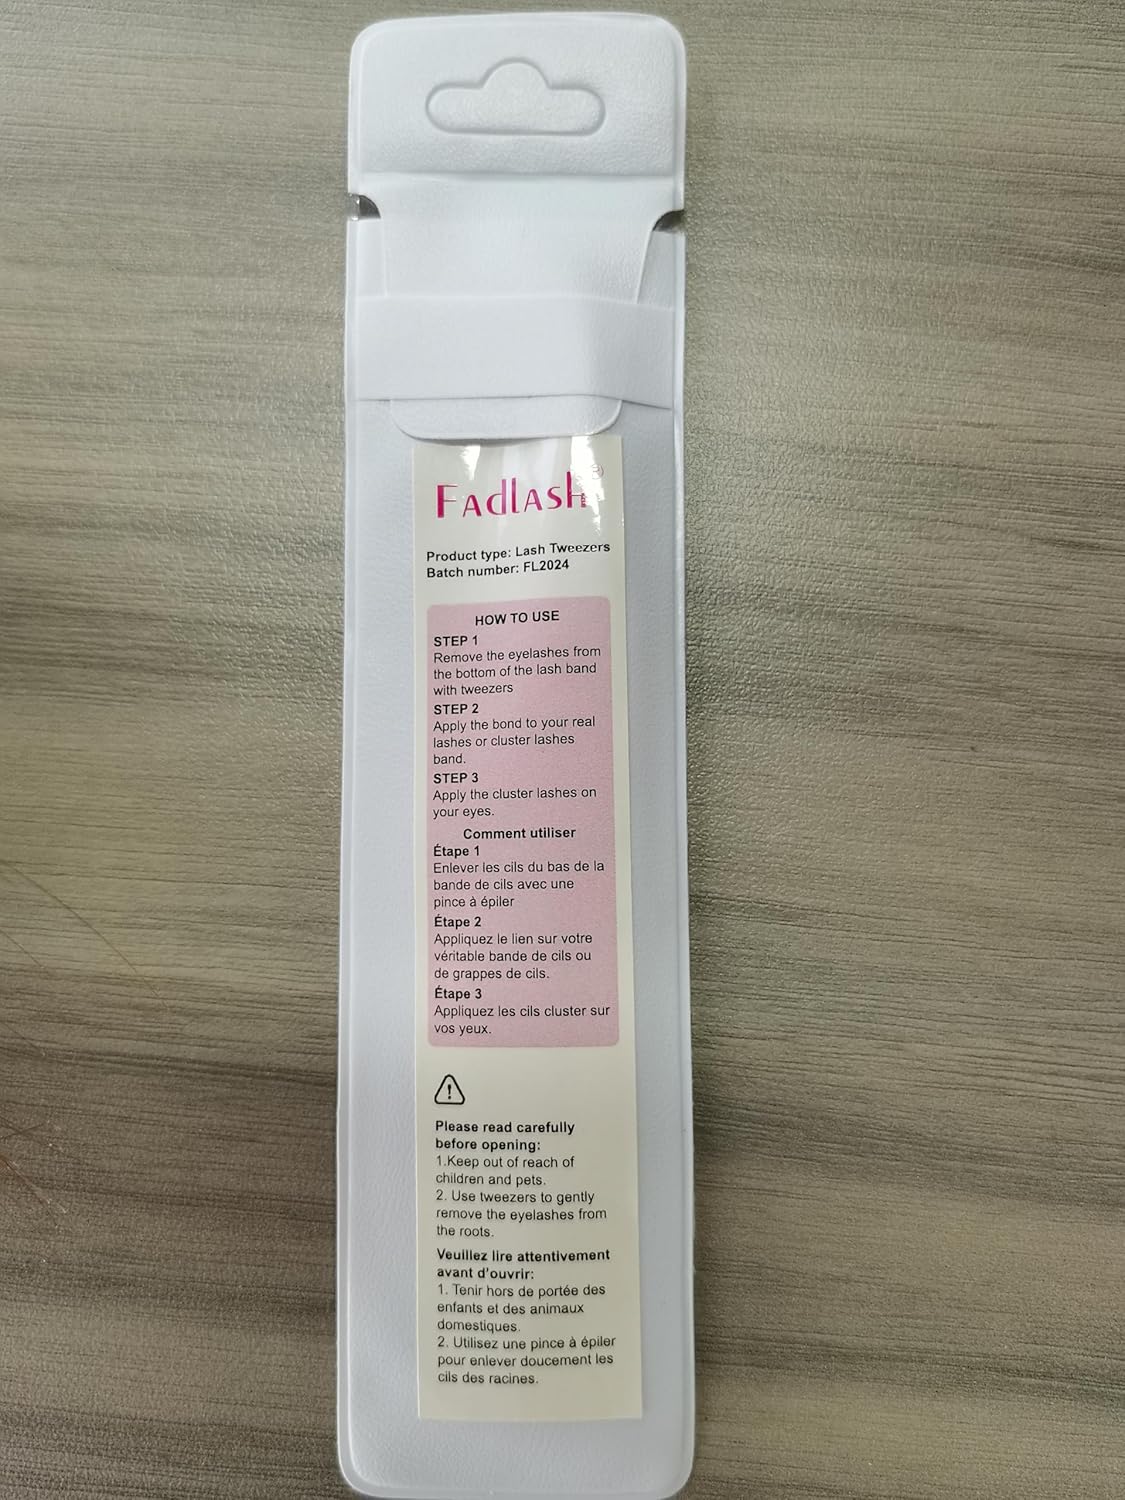 Fadlash®
Product type: Lash Tweezers
Batch number: FL2024
HOW TO USE
STEP 1
Remove the eyelashes from
the bottom of the lash band
with tweezers
STEP 2
Apply the bond to your real
lashes or cluster lashes
band.
STEP 3
Apply the cluster lashes on
your eyes.
Comment utiliser
Étape 1
Enlever les cils du bas de la
bande de cils avec une
pince à épiler
Étape 2
Appliquez le lien sur votre
véritable bande de cils ou
de grappes de cils.
Étape 3
Appliquez les cils cluster sur
vos yeux.
Please read carefully
before opening:
1.Keep out of reach of
children and pets.
2. Use tweezers to gently
remove the eyelashes from
the roots.
Veuillez lire attentivement
avant d'ouvrir:
1. Tenir hors de portée des
enfants et des animaux
domestiques.
2. Utilisez une pince à épiler
pour enlever doucement les
cils des racines.